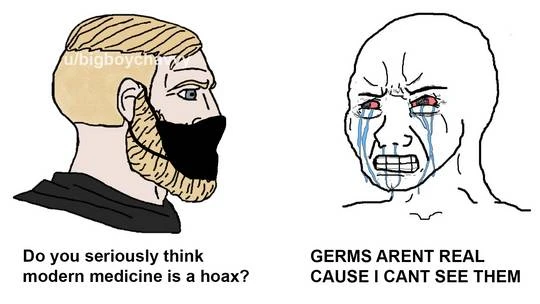 Do you seriously think
modern medicine is a hoax?
GERMS ARENT REAL
CAUSE I CANT SEE THEM